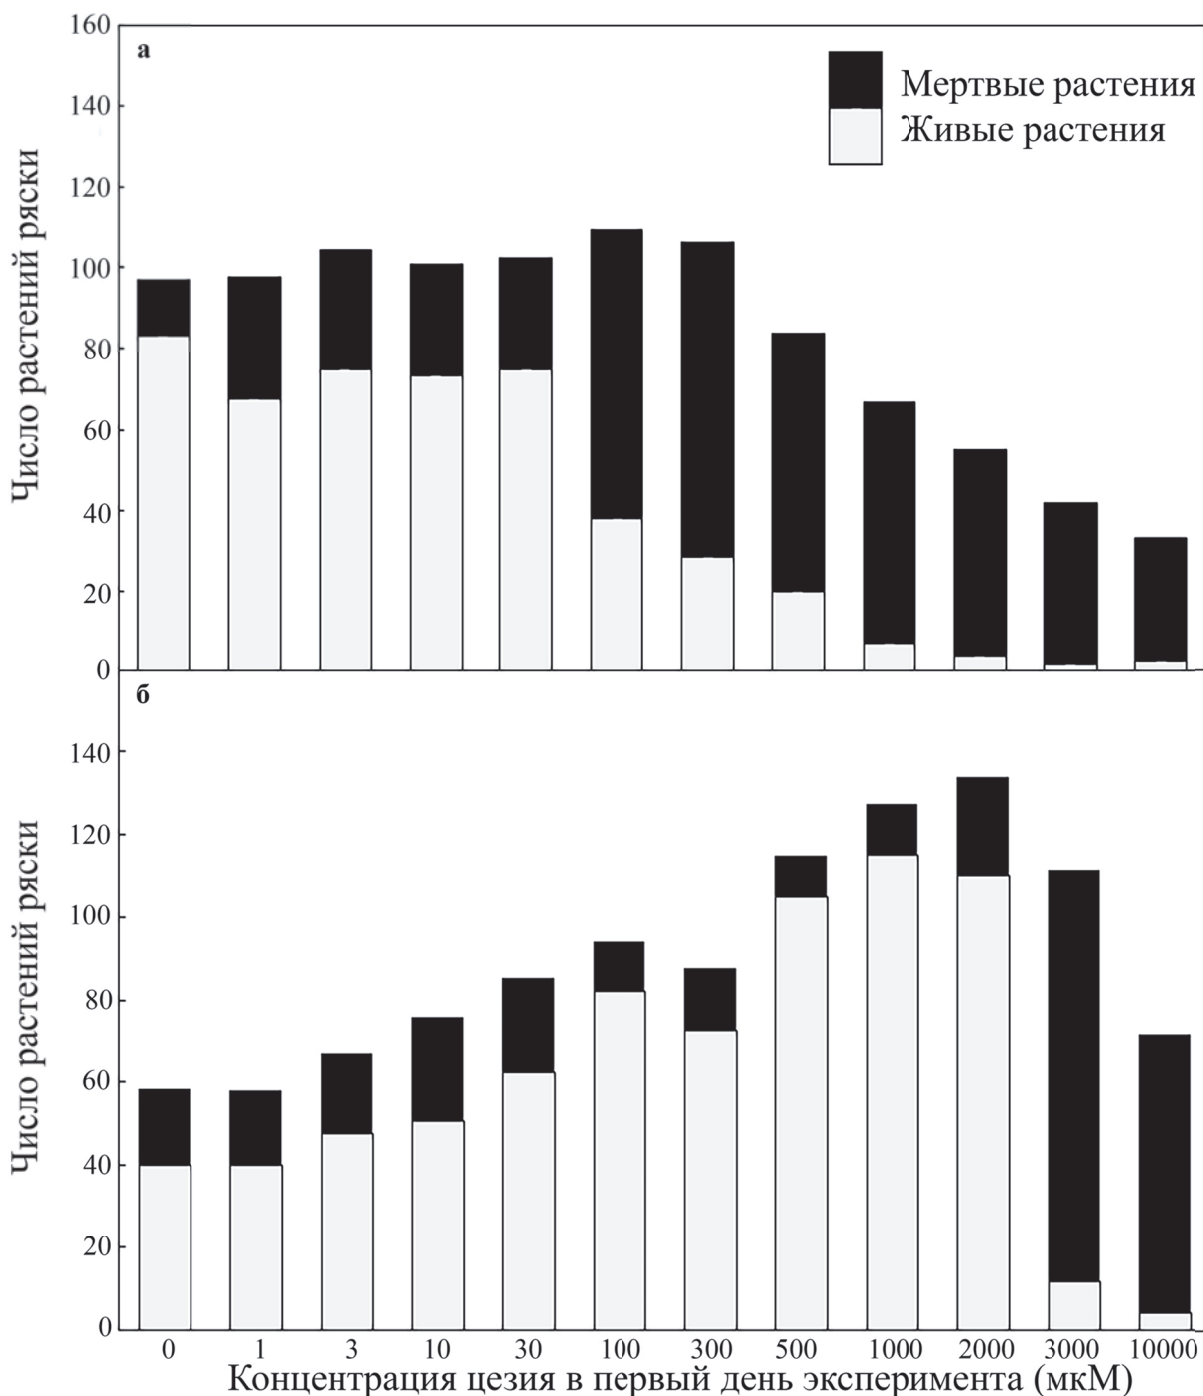 Число растений ряски
160
а
Мертвые растения
Живые растения
140
120
100
80
60
40
20
0
Число растений ряски
б
140
120
100
80
60
40
20
0
0 1 3 10 30 100 300 500 1000 2000 3000 10000
Концентрация цезия в первый день эксперимента (мкМ)